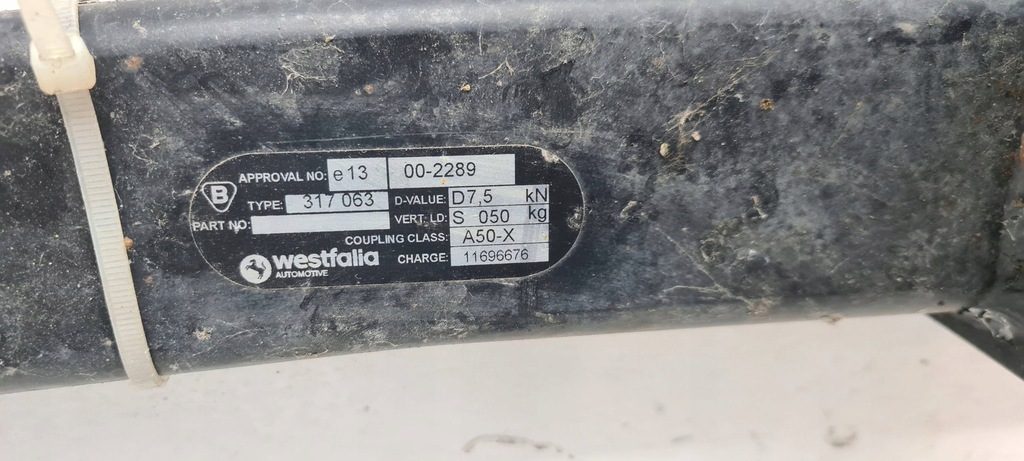 APPROVAL NO: e13 00-2289
B TYPE: 317 063 D-VALUE: D7,5 kN
PART NO: VERT. LD: S 050 kg
COUPLING CLASS: A50-X
westfalia CHARGE: 11696676
AUTOMOTIVE